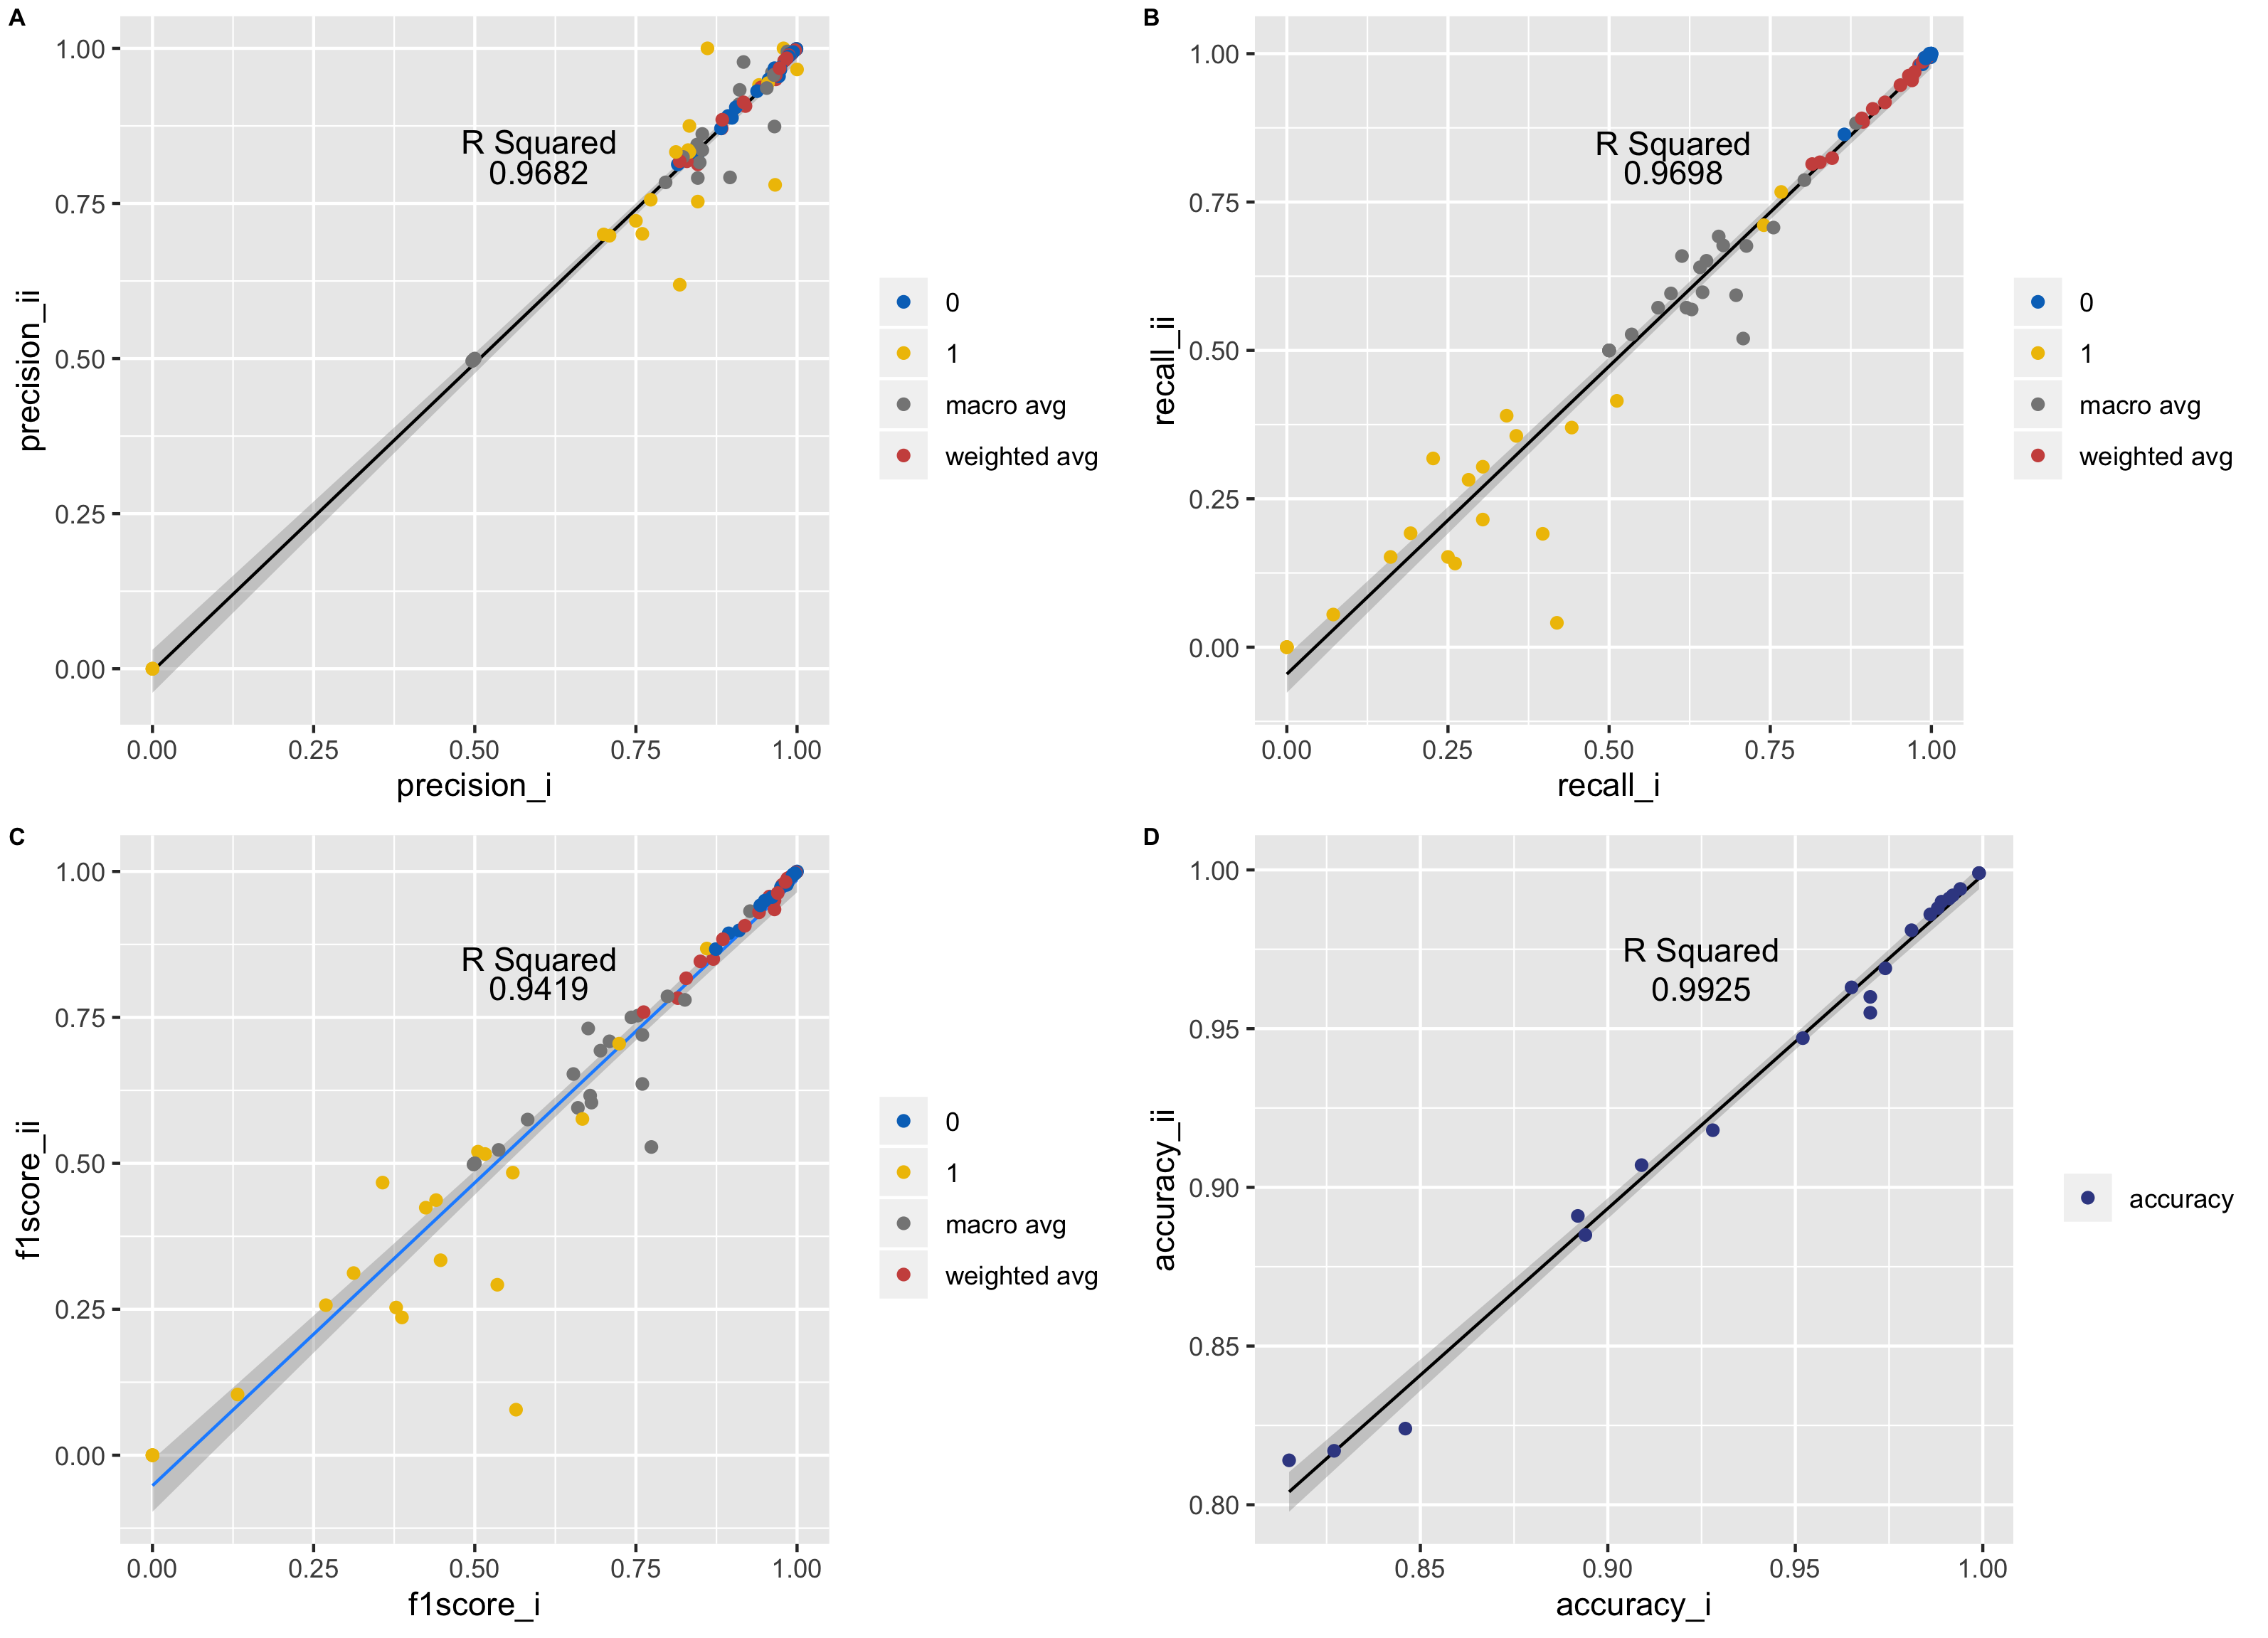 A
1.00
0.75
0.50
0.25
0.00
precision_ii
R Squared
0.9682
0.00 0.25 0.50 0.75 1.00
precision_i
0
1
macro avg
weighted avg
B
1.00
0.75
0.50
0.25
0.00
recall_ii
R Squared
0.9698
0.00 0.25 0.50 0.75 1.00
recall_i
0
1
macro avg
weighted avg
C
1.00
0.75
0.50
0.25
0.00
f1score_ii
R Squared
0.9419
0.00 0.25 0.50 0.75 1.00
f1score_i
0
1
macro avg
weighted avg
D
1.00
0.95
0.90
0.85
0.80
accuracy_ii
R Squared
0.9925
0.85 0.90 0.95 1.00
accuracy_i
accuracy